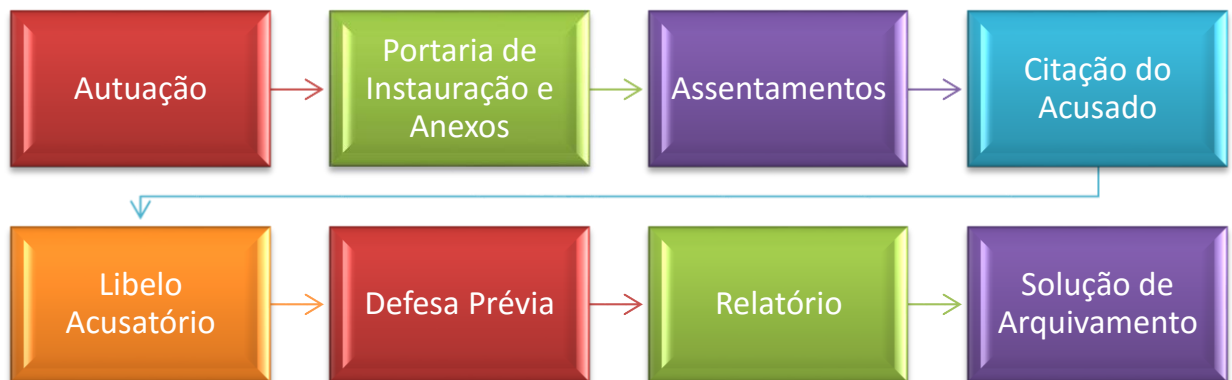 Autuação
Portaria de
Instauração e
Anexos
Assentamentos
Citação do
Acusado
Libelo
Acusatório
Defesa Prévia
Relatório
Solução de
Arquivamento